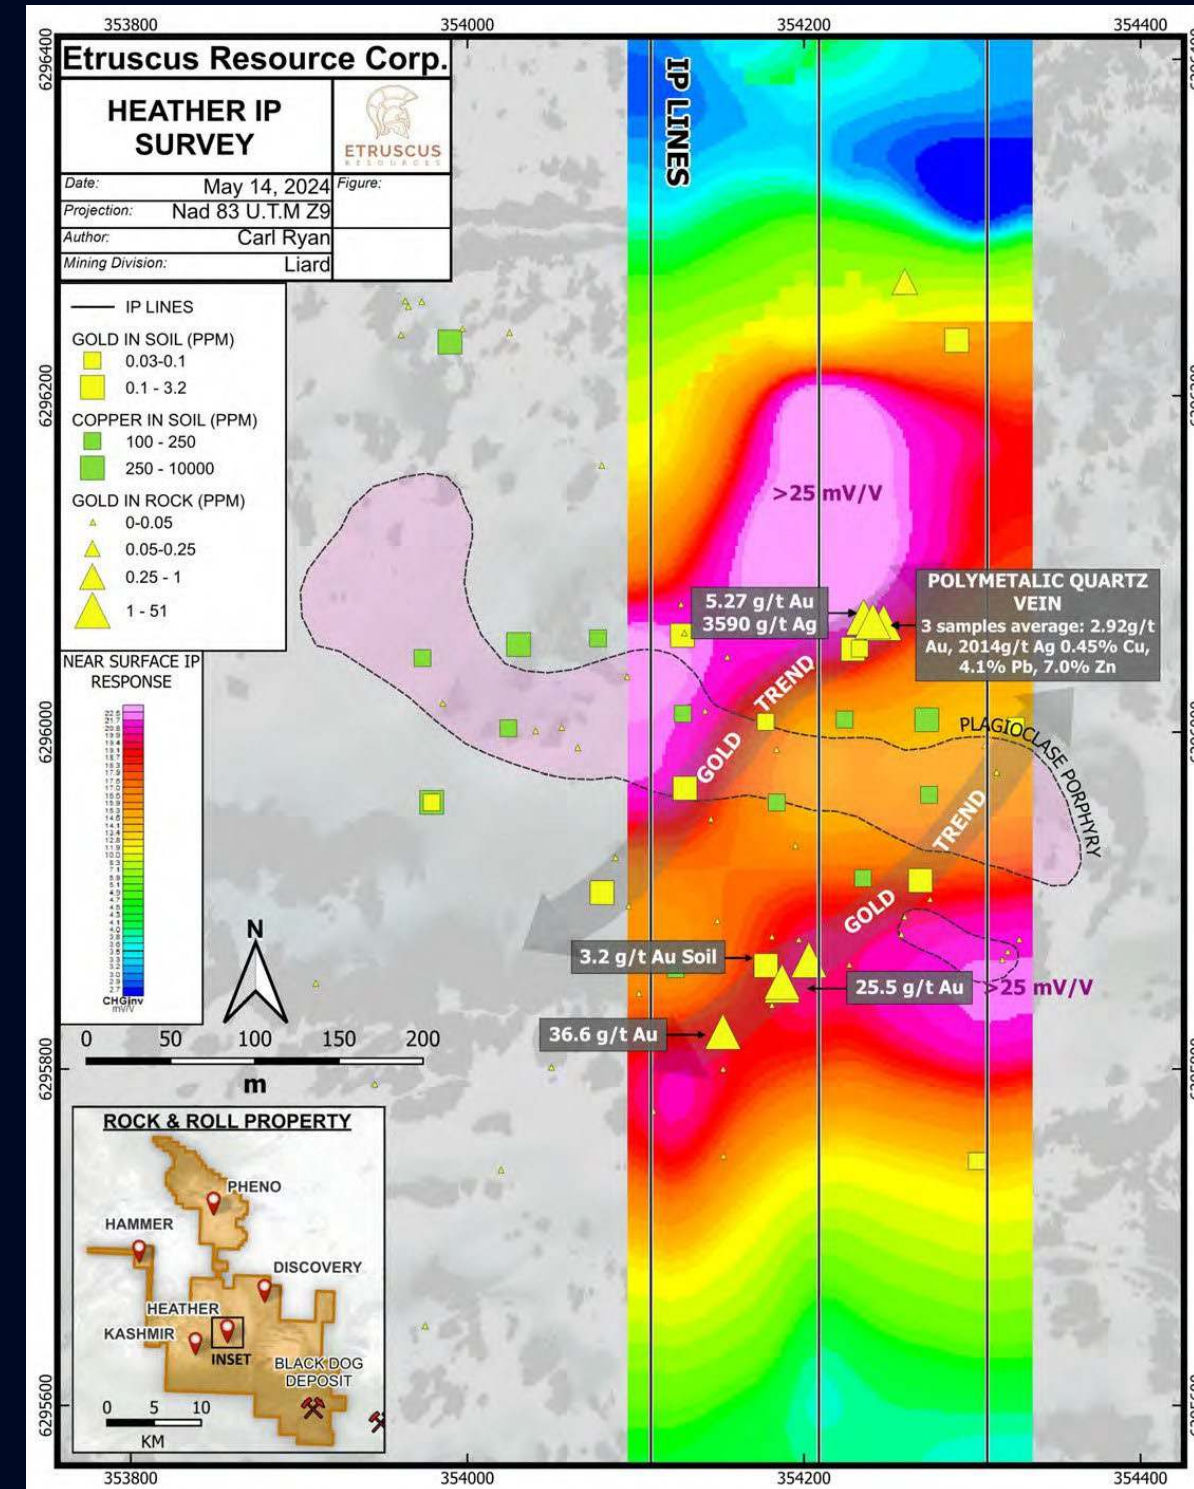 353800
354000
354200
354400
6296400
6296200
6296000
6295800
6295600
Etruscus Resource Corp.
HEATHER IP
SURVEY
ETRUSCUS
RESOURCES
Date:
May 14, 2024
Figure:
Projection:
Nad 83 U.T.M Z9
Author:
Carl Ryan
Mining Division:
Liard
IP LINES
GOLD IN SOIL (PPM)
0.03-0.1
0.1 - 3.2
COPPER IN SOIL (PPM)
100 - 250
250 - 10000
GOLD IN ROCK (PPM)
0-0.05
0.05-0.25
0.25 - 1
1 - 51
NEAR SURFACE IP
RESPONSE
CHGinv
mV/V
IP LINES
>25 mV/V
5.27 g/t Au
3590 g/t Ag
POLYMETALIC QUARTZ
VEIN
3 samples average: 2.92g/t
Au, 2014g/t Ag 0.45% Cu,
4.1% Pb, 7.0% Zn
GOLD TREND
PLAGIOCLASE PORPHYRY
GOLD TREND
3.2 g/t Au Soil
25.5 g/t Au
>25 mV/V
36.6 g/t Au
N
0 50 100 150 200
m
ROCK & ROLL PROPERTY
PHENO
HAMMER
DISCOVERY
HEATHER
KASHMIR
INSET
BLACK DOG
DEPOSIT
0 5 10
KM
353800
354000
354200
354400